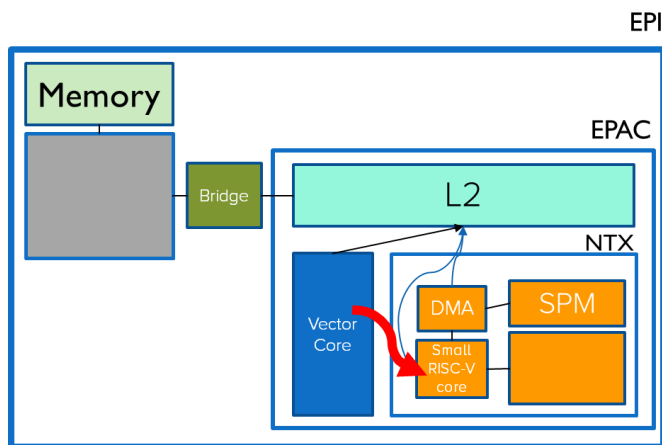 EPI
Memory
EPAC
Bridge
L2
NTX
Vector
Core
DMA
SPM
Small
RISC-V
core